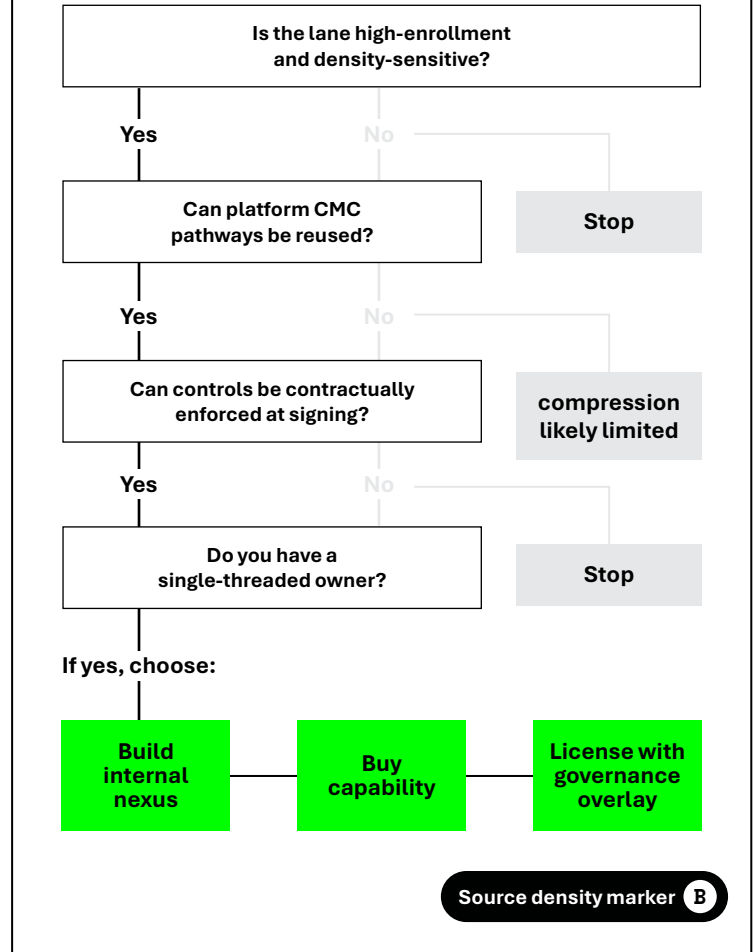 Is the lane high-enrollment
and density-sensitive?
Yes
No
Can platform CMC
pathways be reused?
Stop
Yes
No
Can controls be contractually
enforced at signing?
compression
likely limited
Yes
No
Do you have a
single-threaded owner?
Stop
If yes, choose:
Build
internal
nexus
Buy
capability
License with
governance
overlay
Source density marker B